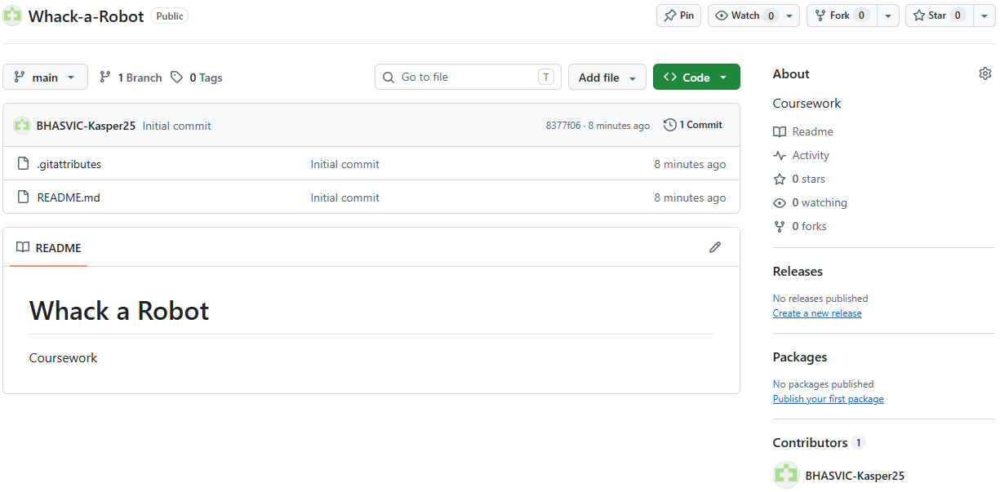 Whack-a-Robot Public Pin Watch 0 Fork 0 Star 0
main 1 Branch 0 Tags Go to file T Add file Code
BHASVIC-Kasper25 Initial commit 8377f06 · 8 minutes ago 1 Commit
.gitattributes Initial commit 8 minutes ago
README.md Initial commit 8 minutes ago
README
Whack a Robot
Coursework
About
Coursework
Readme
Activity
0 stars
0 watching
0 forks
Releases
No releases published
Create a new release
Packages
No packages published
Publish your first package
Contributors 1
BHASVIC-Kasper25